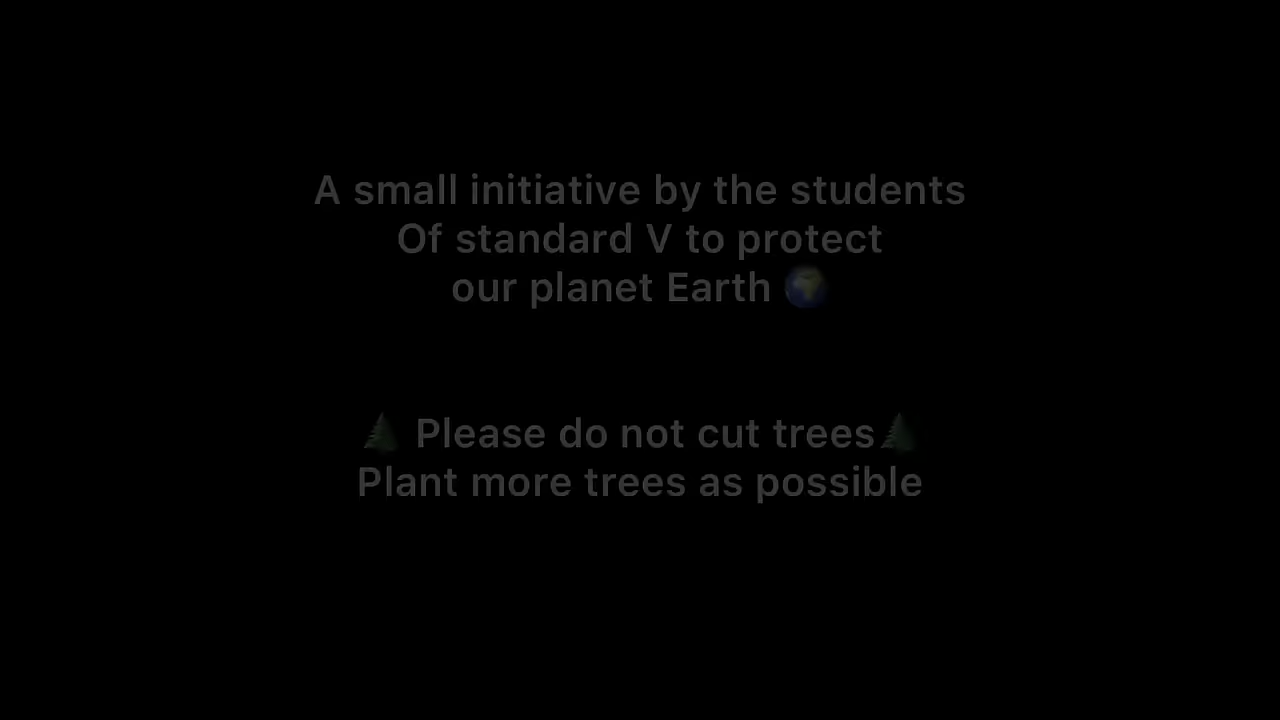 A small initiative by the students
Of standard V to protect
our planet Earth 🌍
🌲 Please do not cut trees🌲
Plant more trees as possible